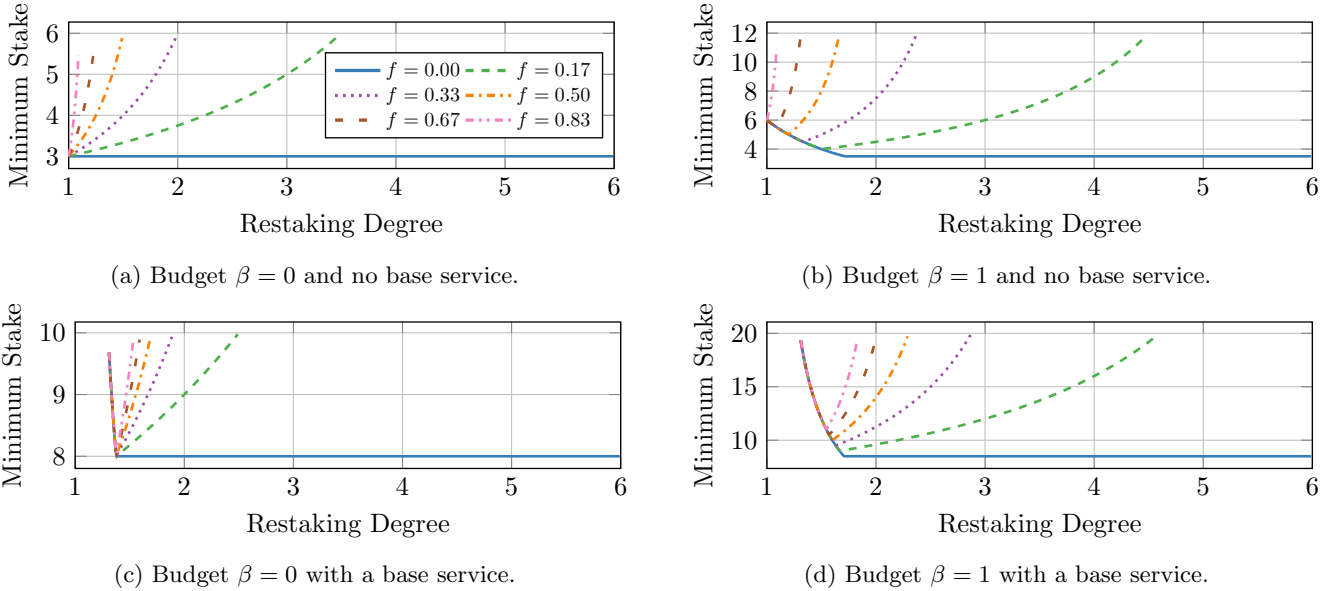 Minimum Stake
6
5
4
3
1 2 3 4 5 6
Restaking Degree
f = 0.00 f = 0.17
f = 0.33 f = 0.50
f = 0.67 f = 0.83
(a) Budget β = 0 and no base service.
Minimum Stake
12
10
8
6
4
1 2 3 4 5 6
Restaking Degree
(b) Budget β = 1 and no base service.
Minimum Stake
10
9
8
1 2 3 4 5 6
Restaking Degree
(c) Budget β = 0 with a base service.
Minimum Stake
20
15
10
1 2 3 4 5 6
Restaking Degree
(d) Budget β = 1 with a base service.